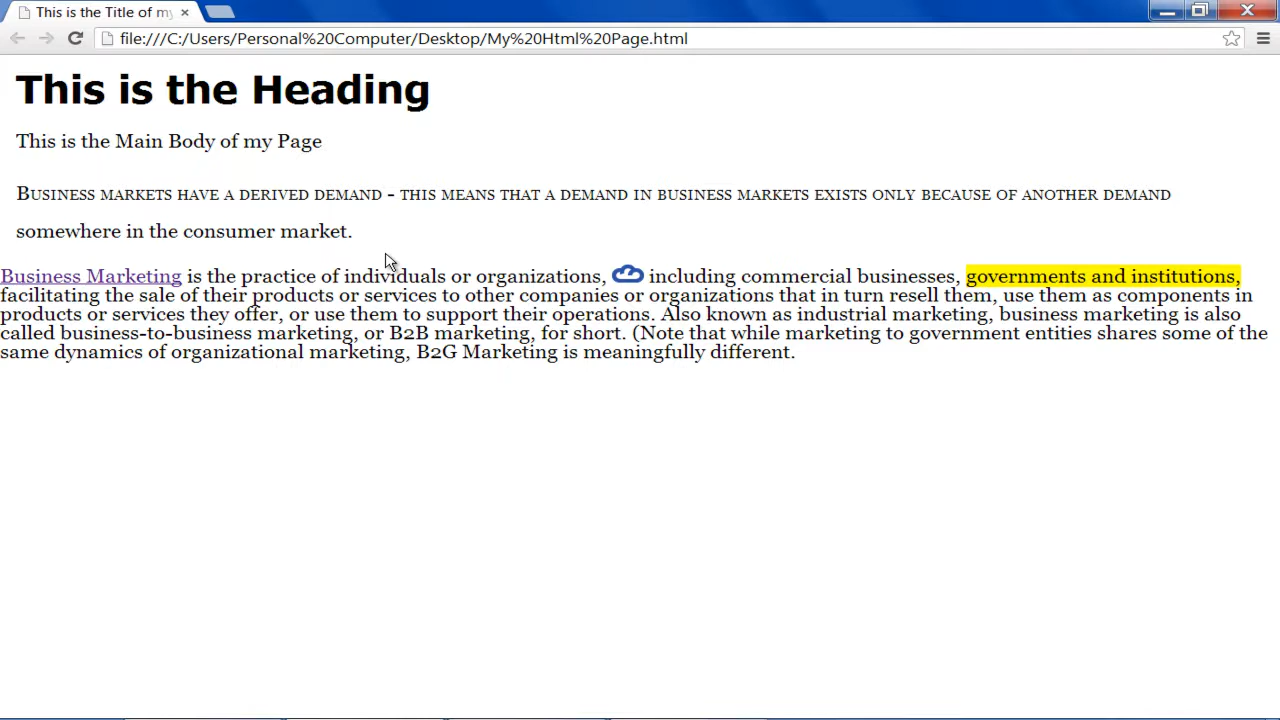 This is the Title of my
file:///C:/Users/Personal%20Computer/Desktop/My%20Html%20Page.html
This is the Heading
This is the Main Body of my Page
Business markets have a derived demand - this means that a demand in business markets exists only because of another demand
somewhere in the consumer market.
Business Marketing is the practice of individuals or organizations, including commercial businesses, governments and institutions,
facilitating the sale of their products or services to other companies or organizations that in turn resell them, use them as components in
products or services they offer, or use them to support their operations. Also known as industrial marketing, business marketing is also
called business-to-business marketing, or B2B marketing, for short. (Note that while marketing to government entities shares some of the
same dynamics of organizational marketing, B2G Marketing is meaningfully different.